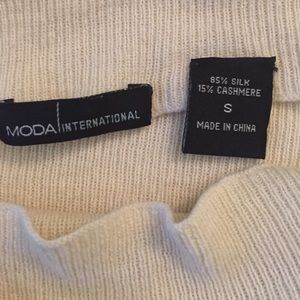 MODA INTERNATIONAL
85% SILK
15% CASHMERE
S
MADE IN CHINA